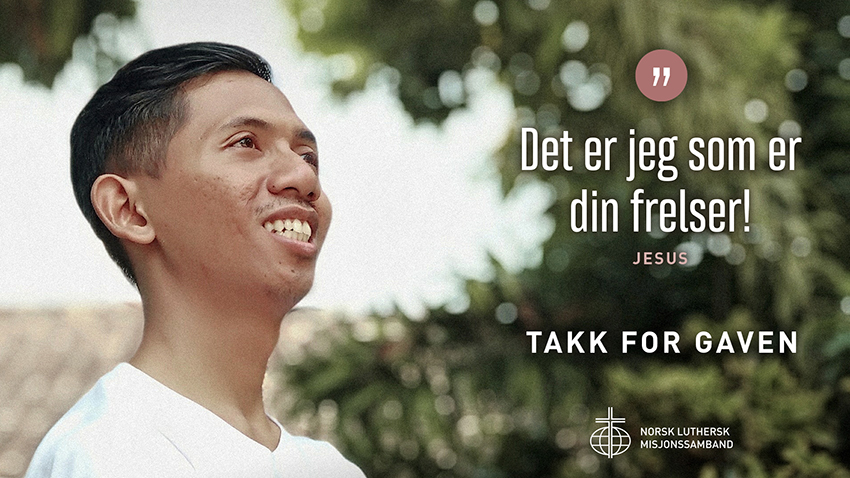 ”
Det er jeg som er
din frelser!
JESUS
TAKK FOR GAVEN
NORSK LUTHERSK
MISJONSSAMBAND